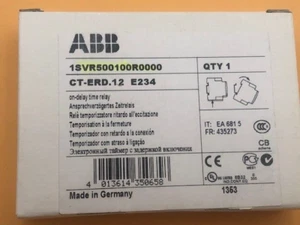 ABB
1SVR500100R0000
QTY 1
CT-ERD.12 E234
on-delay time relay
Ansprechverzögertes Zeitrelais
Relé temporizzatore ritardo all'eccitazione
Temporisation à la fermeture
Temporizador con retardo a la conexión
Temporizador com atraso à ligação
Электронный таймер с задержкой включения
IT: EA 681 5
FR: 435273
CB
4 013614 350658
Made in Germany
1353